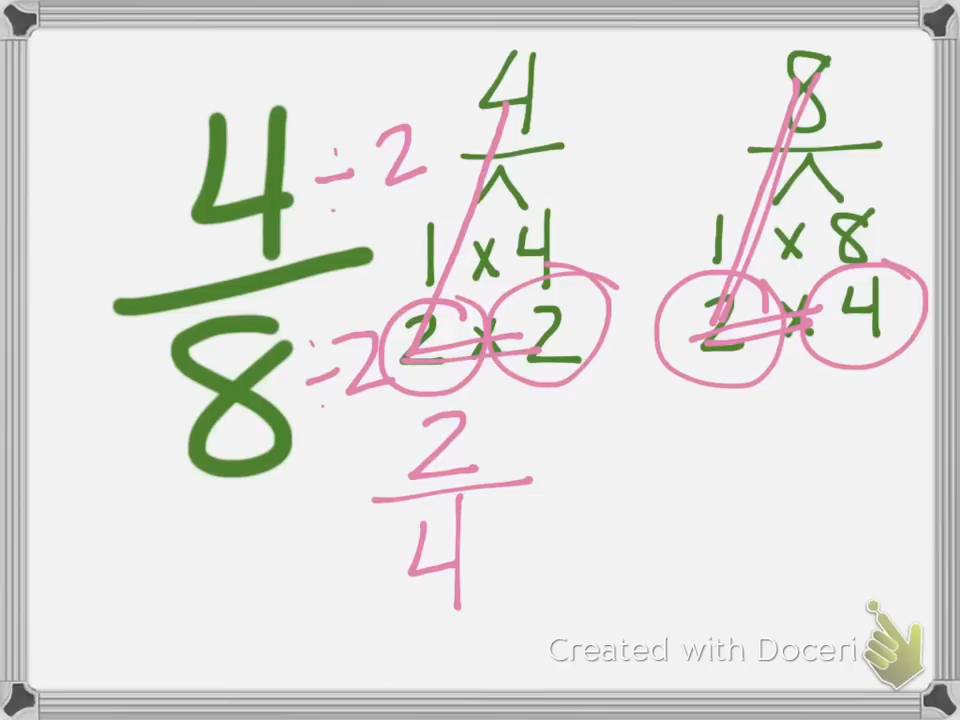 4 ÷ 2
8 ÷ 2
4
1 x 4
2 x 2
8
1 x 8
2 x 4
2
4
Created with Doceri